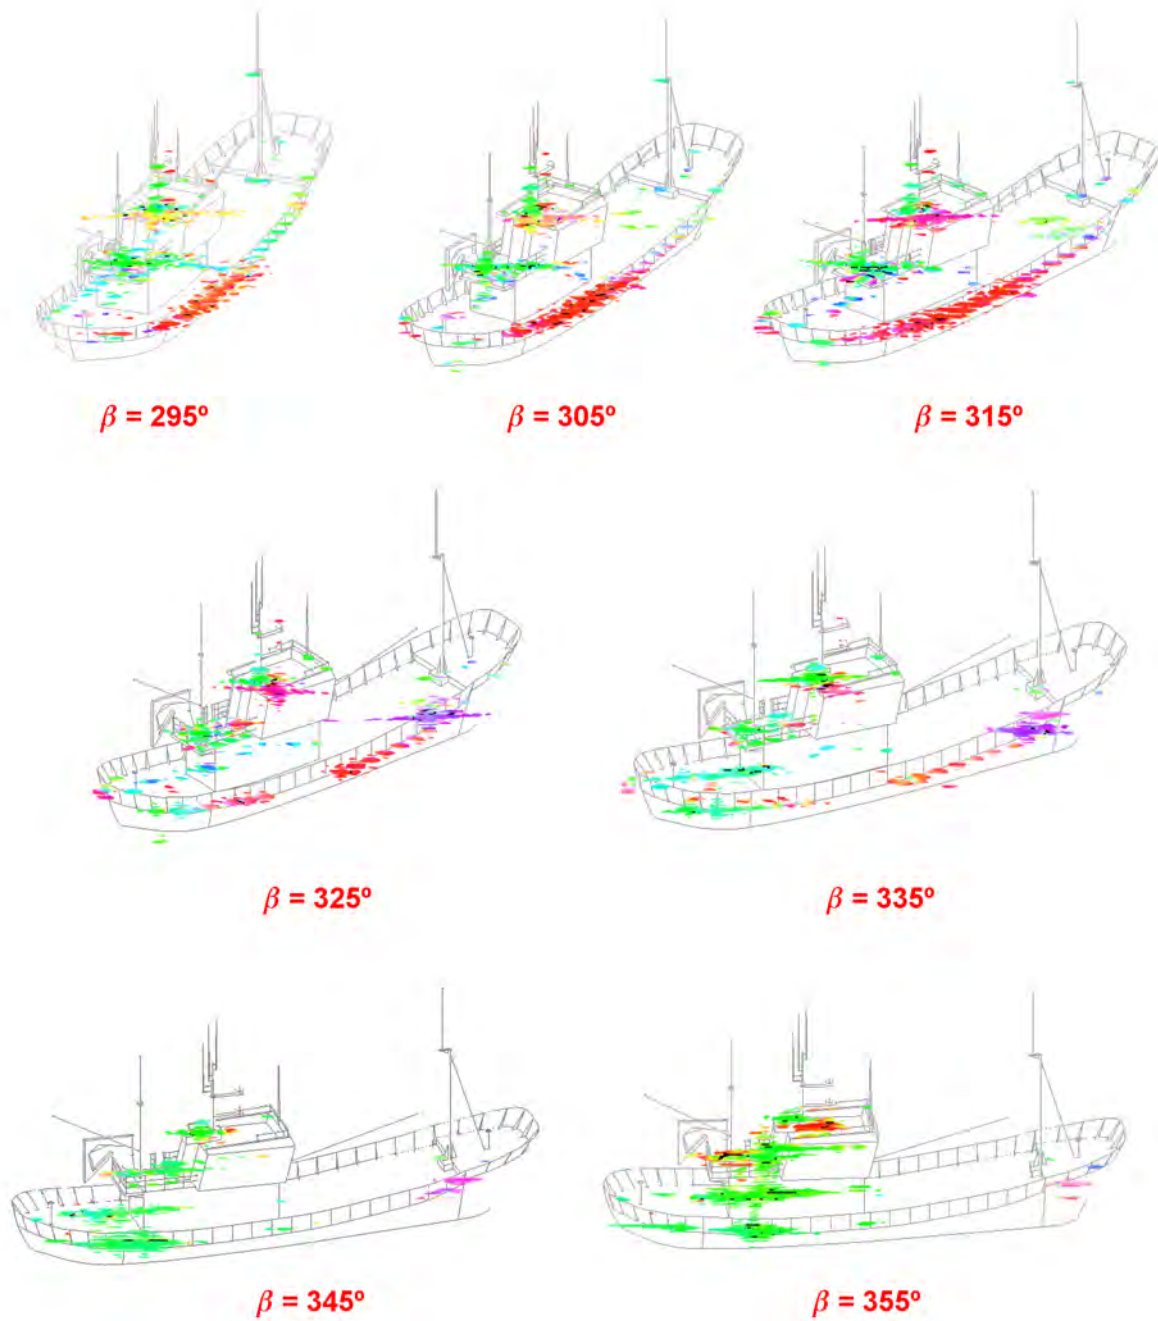 β = 295º
β = 305º
β = 315º
β = 325º
β = 335º
β = 345º
β = 355º